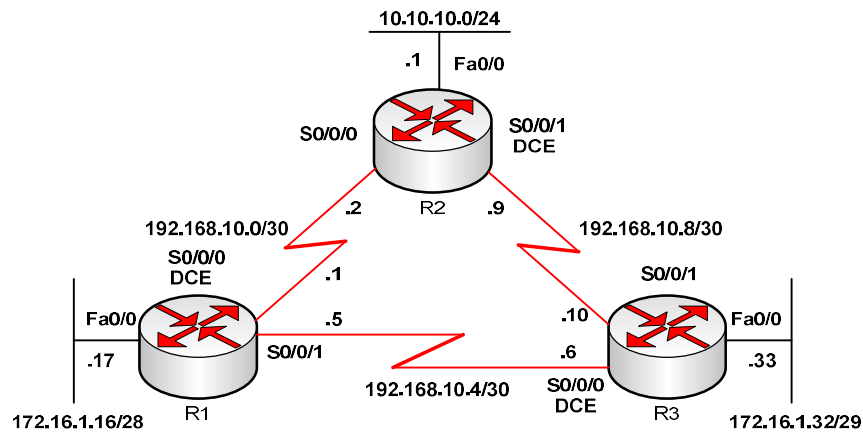 10.10.10.0/24
.1
Fa0/0
S0/0/0
S0/0/1
DCE
R2
.2
.9
192.168.10.0/30
192.168.10.8/30
S0/0/0
DCE
.1
S0/0/1
Fa0/0
.5
.10
Fa0/0
.17
S0/0/1
.6
.33
192.168.10.4/30
S0/0/0
DCE
172.16.1.16/28
R1
R3
172.16.1.32/29